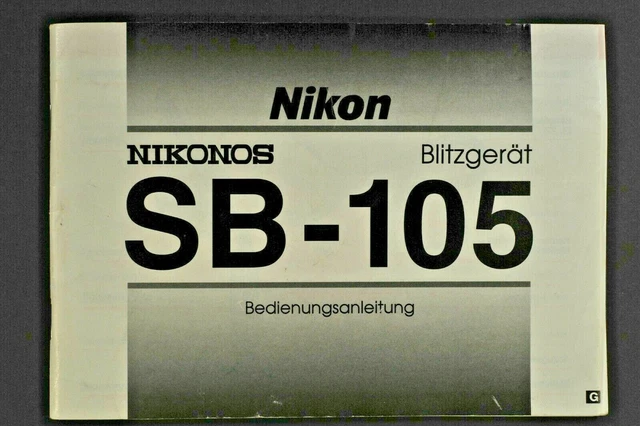 Nikon
NIKONOS Blitzgerät
SB-105
Bedienungsanleitung
G